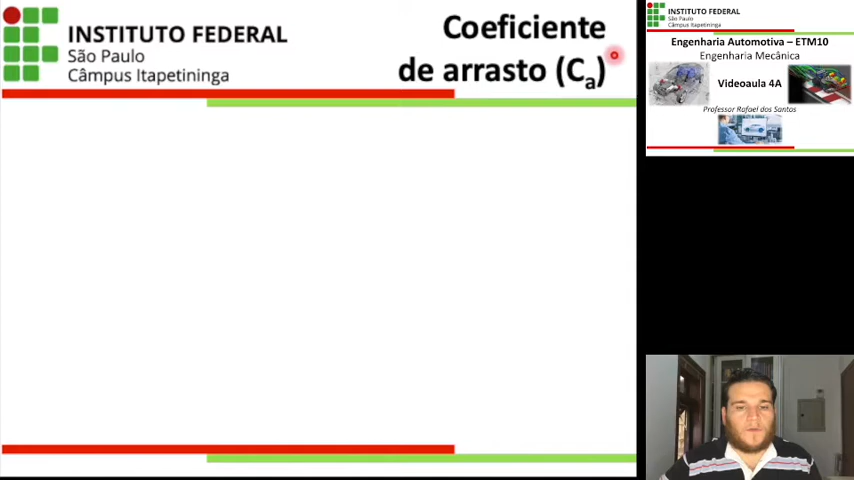 INSTITUTO FEDERAL
São Paulo
Câmpus Itapetininga
Coeficiente
de arrasto (Ca)
INSTITUTO FEDERAL
São Paulo
Câmpus Itapetininga
Engenharia Automotiva – ETM10
Engenharia Mecânica
Videoaula 4A
Professor Rafael dos Santos